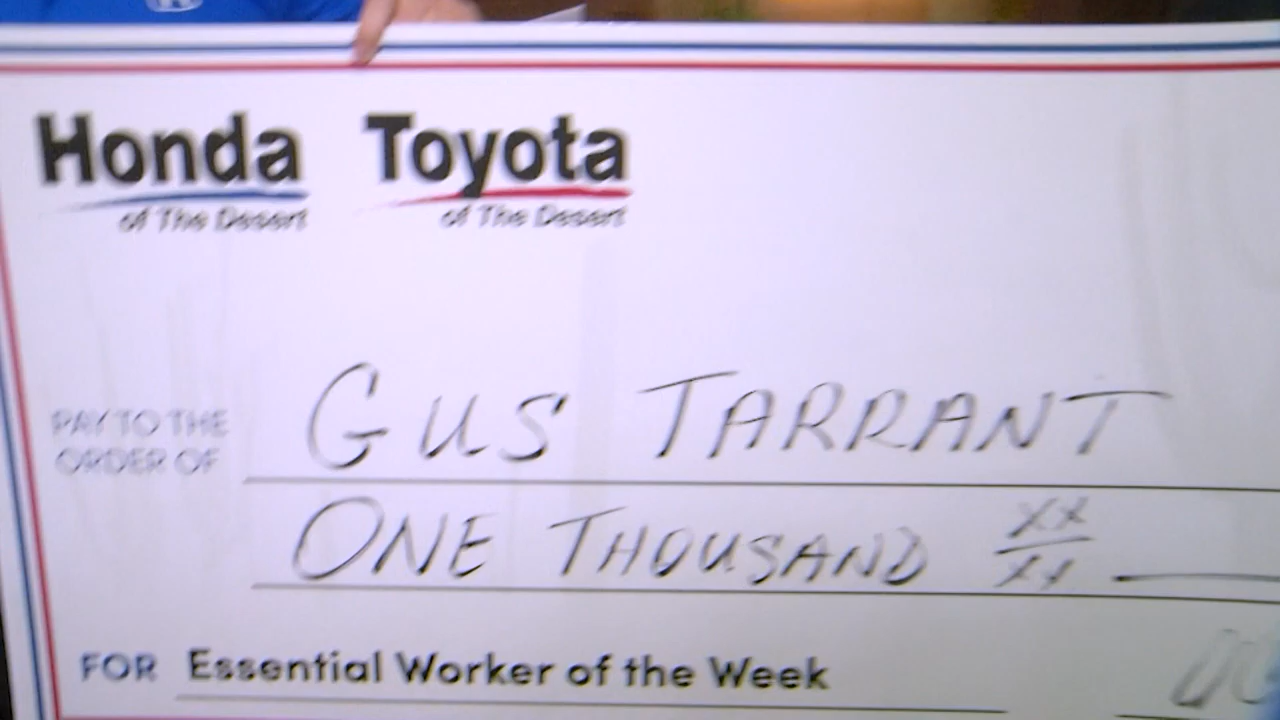 Honda Toyota
of The Desert of The Desert
PAY TO THE
ORDER OF
GUS TARRANT
ONE THOUSAND XX/XX
FOR Essential Worker of the Week